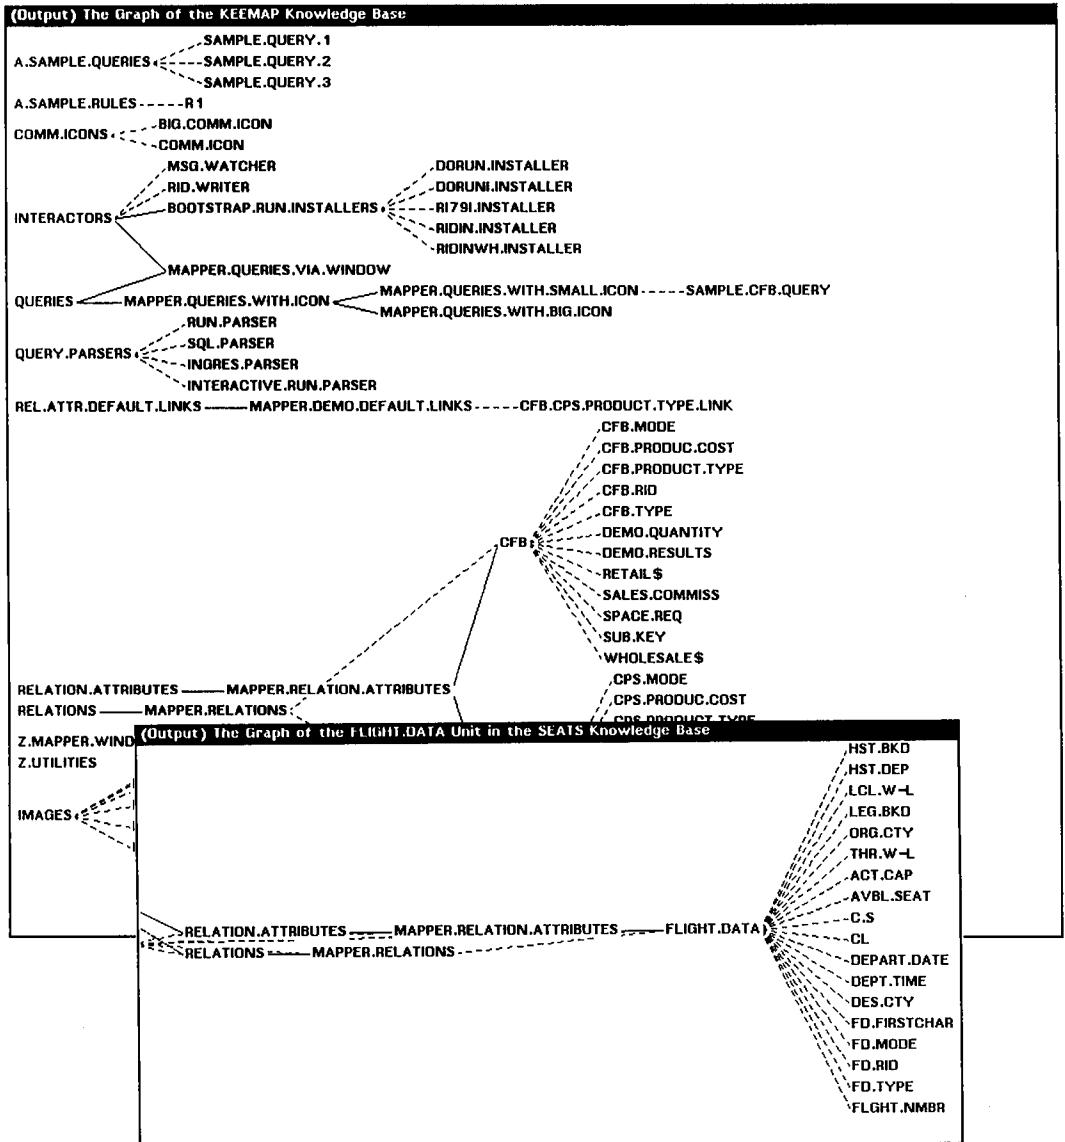 (Output) The Graph of the KEEMAP Knowledge Base
SAMPLE.QUERY.1
A.SAMPLE.QUERIES SAMPLE.QUERY.2
SAMPLE.QUERY.3
A.SAMPLE.RULES R1
BIG.COMM.ICON
COMM.ICONS
COMM.ICON
MSG.WATCHER DORUN.INSTALLER
RID.WRITER DORUNI.INSTALLER
BOOTSTRAP.RUN.INSTALLERS RI79I.INSTALLER
INTERACTORS
RIDIN.INSTALLER
RIDINWH.INSTALLER
MAPPER.QUERIES.VIA.WINDOW
MAPPER.QUERIES.WITH.SMALL.ICON SAMPLE.CFB.QUERY
QUERIES MAPPER.QUERIES.WITH.ICON
MAPPER.QUERIES.WITH.BIG.ICON
RUN.PARSER
SQL.PARSER
QUERY.PARSERS
INGRES.PARSER
INTERACTIVE.RUN.PARSER
REL.ATTR.DEFAULT.LINKS MAPPER.DEMO.DEFAULT.LINKS CFB.CPS.PRODUCT.TYPE.LINK
CFB.MODE
CFB.PRODUC.COST
CFB.PRODUCT.TYPE
CFB.RID
CFB.TYPE
DEMO.QUANTITY
CFB
DEMO.RESULTS
RETAIL$
SALES.COMMISS
SPACE.REQ
SUB.KEY
WHOLESALE$
CPS.MODE
RELATION.ATTRIBUTES MAPPER.RELATION.ATTRIBUTES
CPS.PRODUC.COST
RELATIONS MAPPER.RELATIONS
CPS.PRODUCT.TYPE
(Output) The Graph of the FLIGHT.DATA Unit in the SEATS Knowledge Base
Z.MAPPER.WIND
Z.UTILITIES
IMAGES
HST.BKD
HST.DEP
LCL.W-L
LEG.BKD
ORG.CTY
THR.W-L
ACT.CAP
AVBL.SEAT
C.S
RELATION.ATTRIBUTES MAPPER.RELATION.ATTRIBUTES FLIGHT.DATA
CL
RELATIONS MAPPER.RELATIONS
DEPART.DATE
DEPT.TIME
DES.CTY
FD.FIRSTCHAR
FD.MODE
FD.RID
FD.TYPE
FLGHT.NMBR